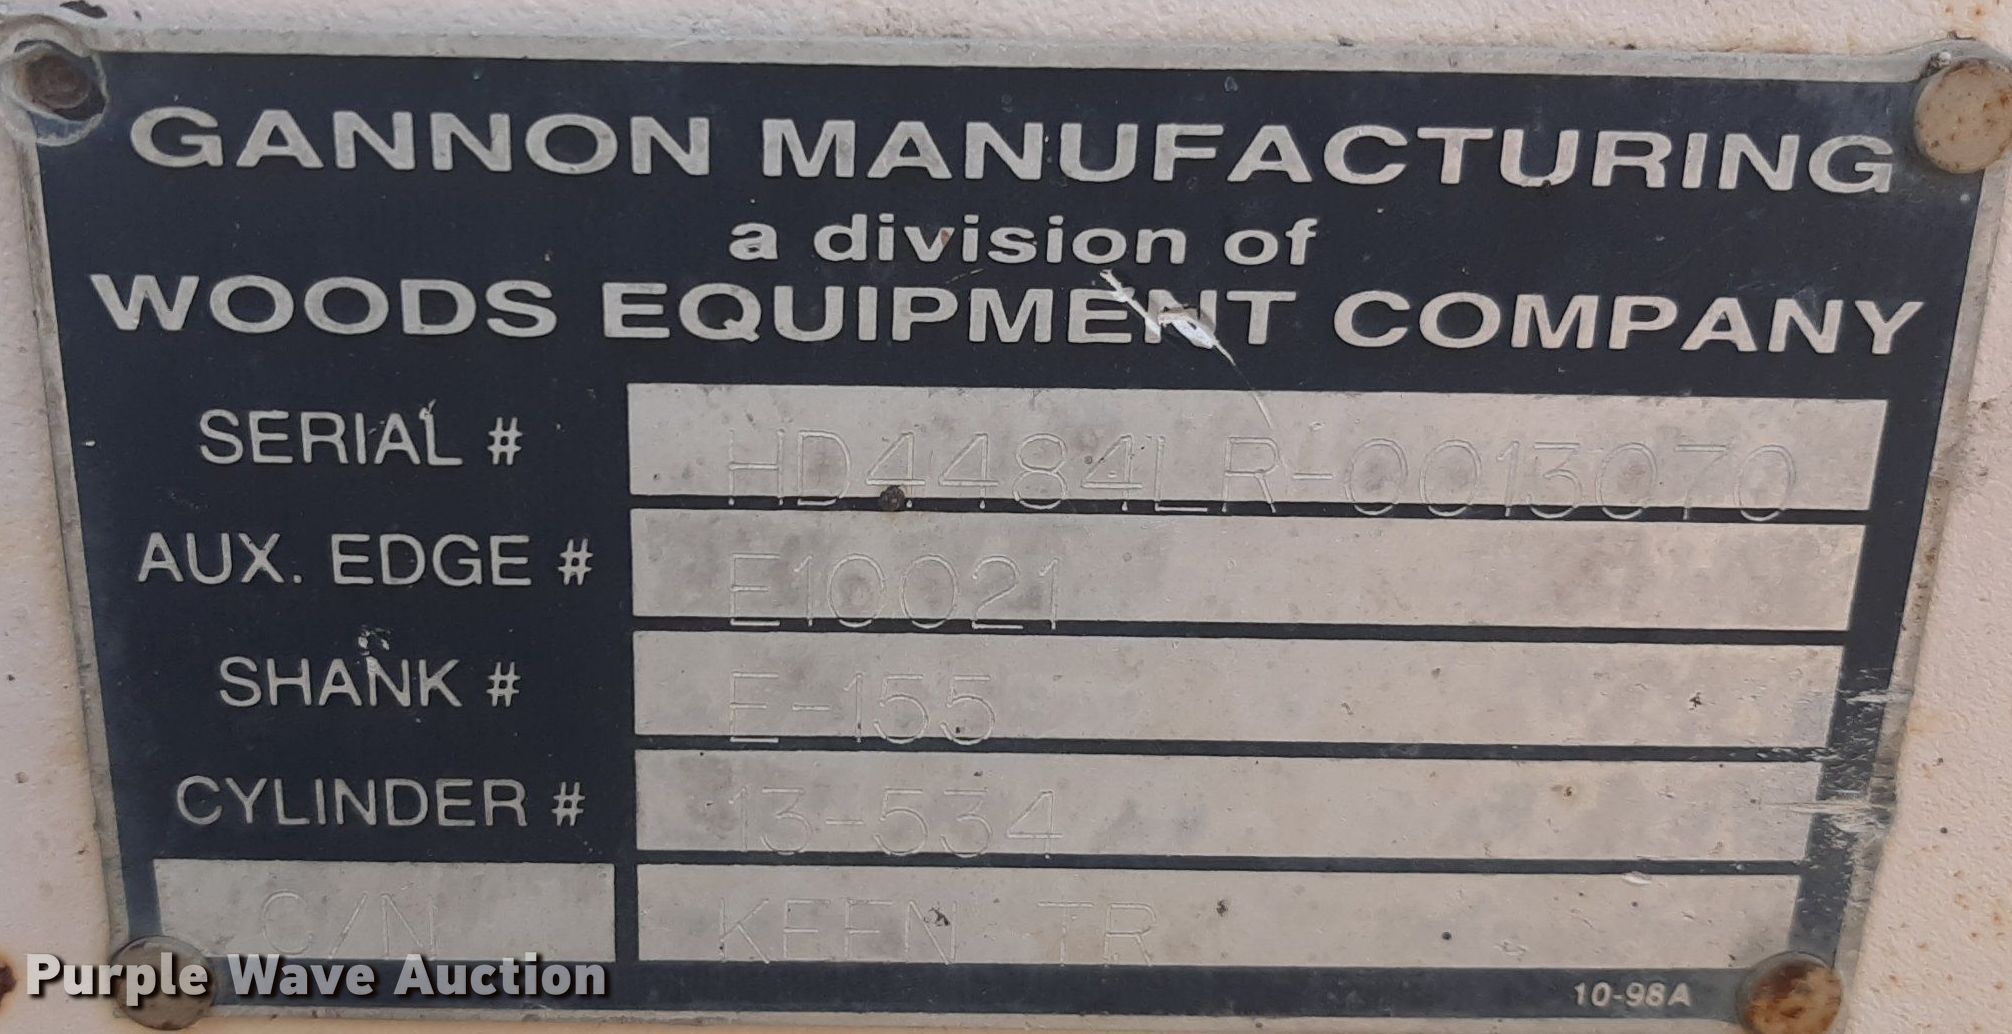 GANNON MANUFACTURING
a division of
WOODS EQUIPMENT COMPANY
SERIAL # HD4484LR-0013070
AUX. EDGE # E10021
SHANK # E-155
CYLINDER # 13-534
C/N KEEN TR
10-98A
Purple Wave Auction